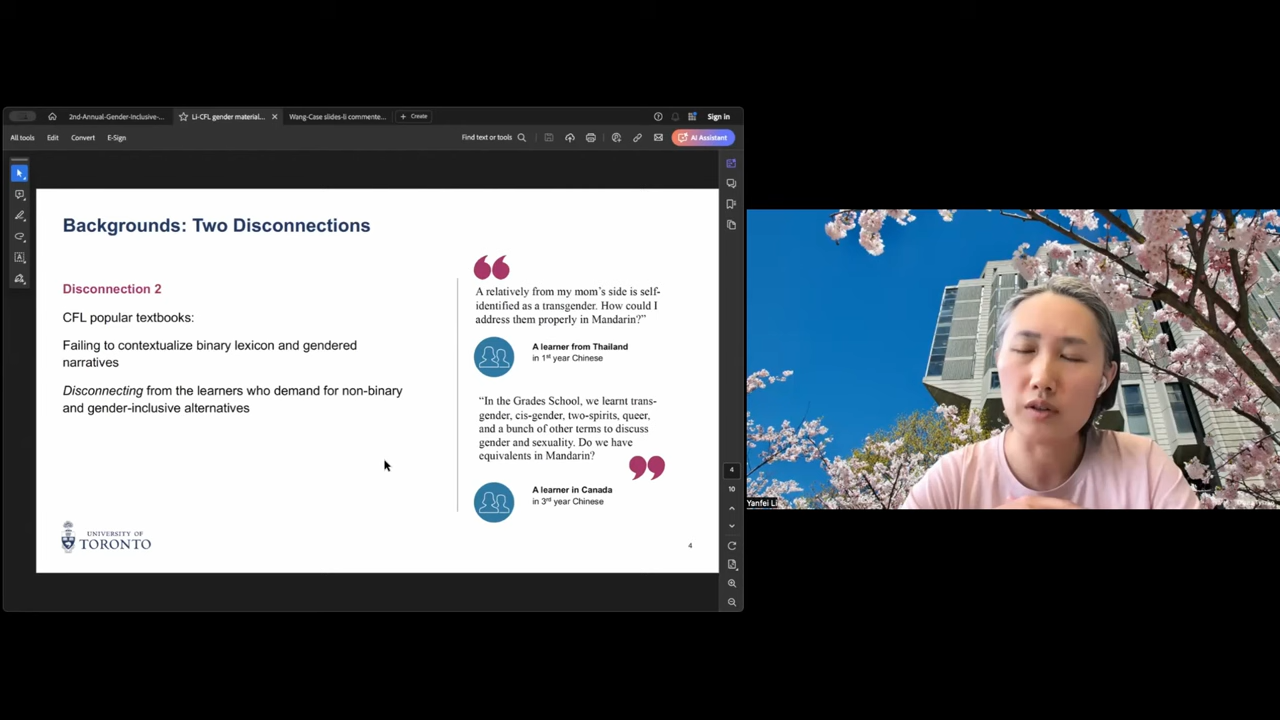 2nd-Annual-Gender-Inclusive-...
Li-CFL gender material...
Wang-Case slides-li commente...
+ Create
Sign in
All tools
Edit
Convert
E-Sign
Find text or tools
AI Assistant
Backgrounds: Two Disconnections
Disconnection 2
CFL popular textbooks:
Failing to contextualize binary lexicon and gendered
narratives
Disconnecting from the learners who demand for non-binary
and gender-inclusive alternatives
A relatively from my mom's side is self-
identified as a transgender. How could I
address them properly in Mandarin?"
A learner from Thailand
in 1st year Chinese
"In the Grades School, we learnt trans-
gender, cis-gender, two-spirits, queer,
and a bunch of other terms to discuss
gender and sexuality. Do we have
equivalents in Mandarin?
A learner in Canada
in 3rd year Chinese
UNIVERSITY OF
TORONTO
4
4
10
Yanfei Li